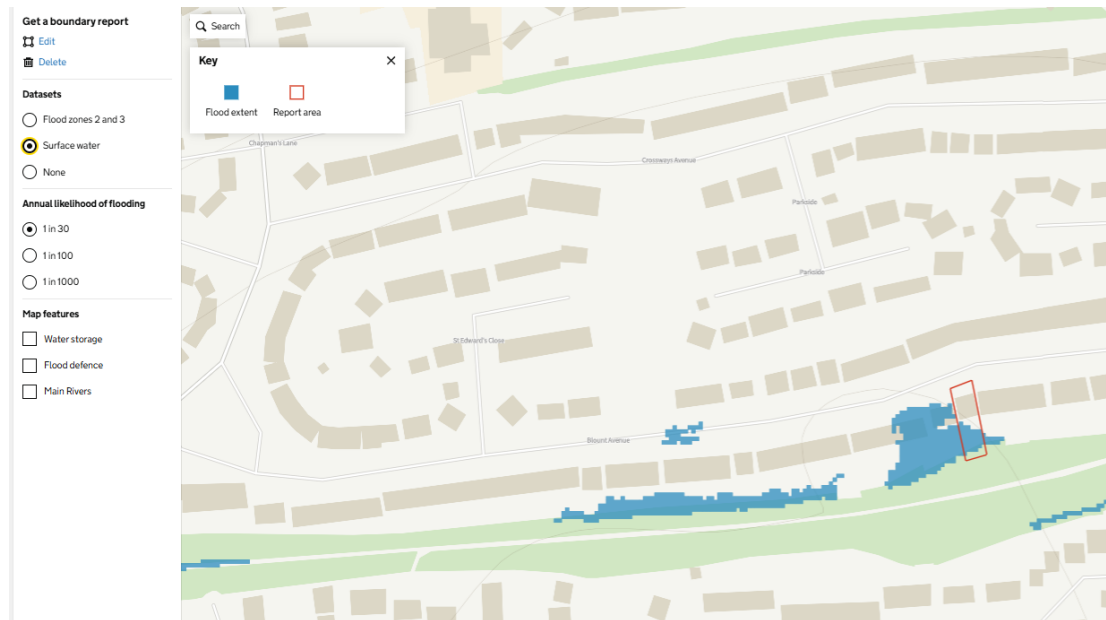 Get a boundary report
Edit
Delete
Datasets
Flood zones 2 and 3
Surface water
None
Annual likelihood of flooding
1 in 30
1 in 100
1 in 1000
Map features
Water storage
Flood defence
Main Rivers
Search
Key
Flood extent
Report area
Chapman's Lane
Crossways Avenue
Parkside
Parkside
St Edward's Close
Blount Avenue